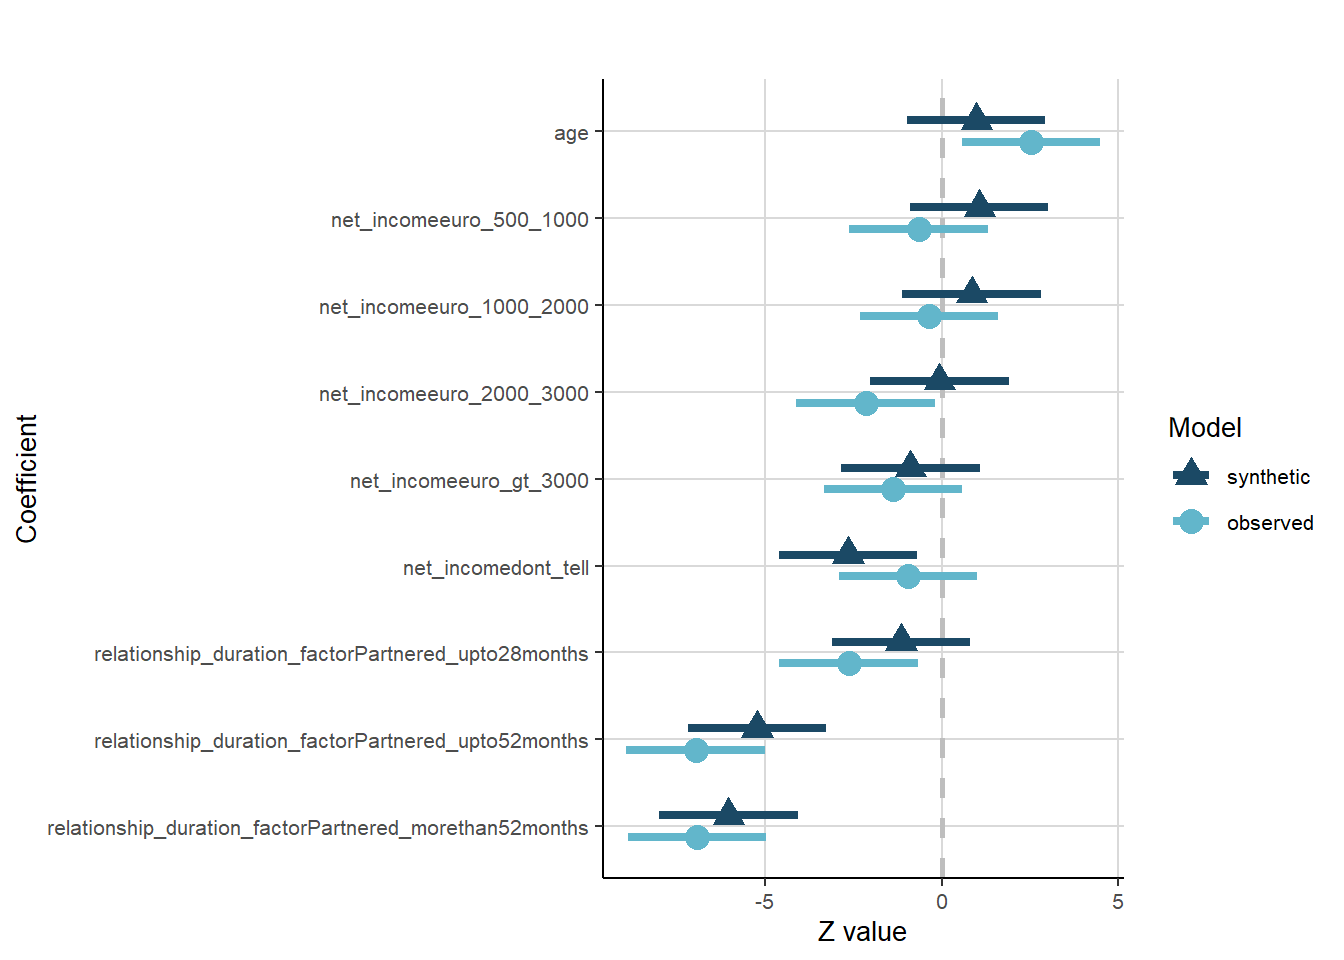 age
net_incomeeuro_500_1000
net_incomeeuro_1000_2000
net_incomeeuro_2000_3000
net_incomeeuro_gt_3000
net_incomedont_tell
relationship_duration_factorPartnered_upto28months
relationship_duration_factorPartnered_upto52months
relationship_duration_factorPartnered_morethan52months
Coefficient
-5
0
5
Z value
Model
synthetic
observed